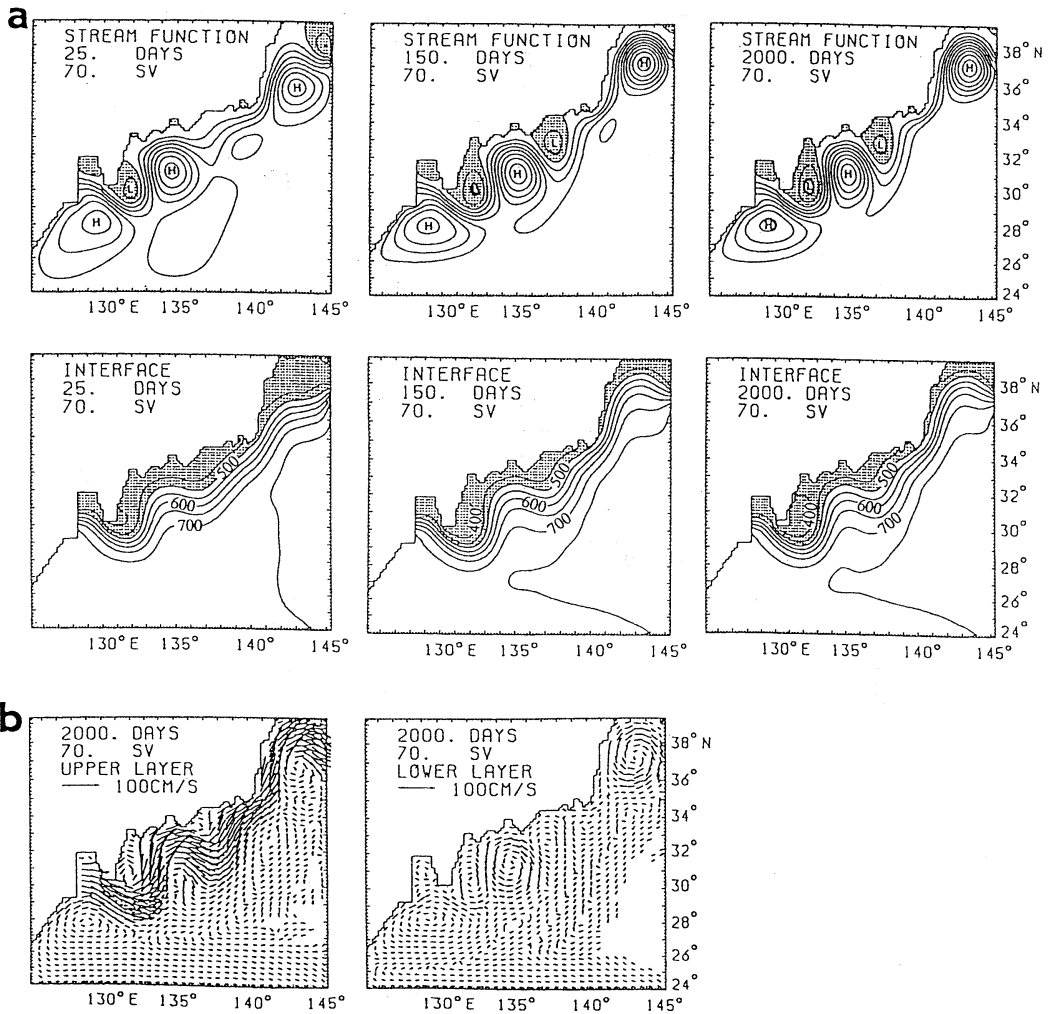 a
STREAM FUNCTION
25. DAYS
70. SV
H
L
H
H
130°E 135° 140° 145°
STREAM FUNCTION
150. DAYS
70. SV
H
L
H
L
H
130°E 135° 140° 145°
STREAM FUNCTION
2000. DAYS
70. SV
H
L
H
L
H
38°N
36°
34°
32°
30°
28°
26°
24°
130°E 135° 140° 145°
INTERFACE
25. DAYS
70. SV
500
600
700
130°E 135° 140° 145°
INTERFACE
150. DAYS
70. SV
400
500
600
700
130°E 135° 140° 145°
INTERFACE
2000. DAYS
70. SV
400
500
600
700
38°N
36°
34°
32°
30°
28°
26°
24°
130°E 135° 140° 145°
b
2000. DAYS
70. SV
UPPER LAYER
100CM/S
130°E 135° 140° 145°
2000. DAYS
70. SV
LOWER LAYER
100CM/S
38°N
36°
34°
32°
30°
28°
26°
24°
130°E 135° 140° 145°